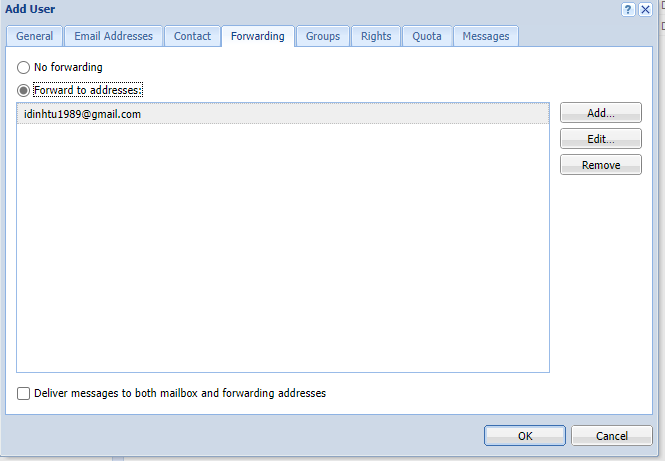 Add User
?
General Email Addresses Contact Forwarding Groups Rights Quota Messages
No forwarding
Forward to addresses:
idinhtu1989@gmail.com
Add...
Edit...
Remove
Deliver messages to both mailbox and forwarding addresses
OK Cancel